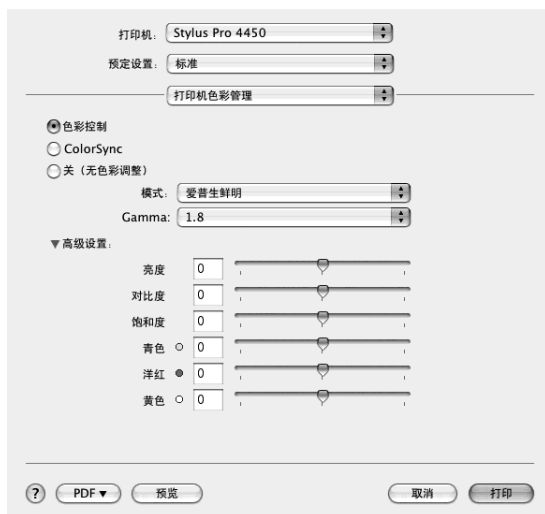 打印机: Stylus Pro 4450
预定设置: 标准
打印机色彩管理
色彩控制
ColorSync
关（无色彩调整）
模式: 爱普生鲜明
Gamma: 1.8
高级设置:
亮度 0
对比度 0
饱和度 0
青色 0
洋红 0
黄色 0
? PDF 预览 取消 打印